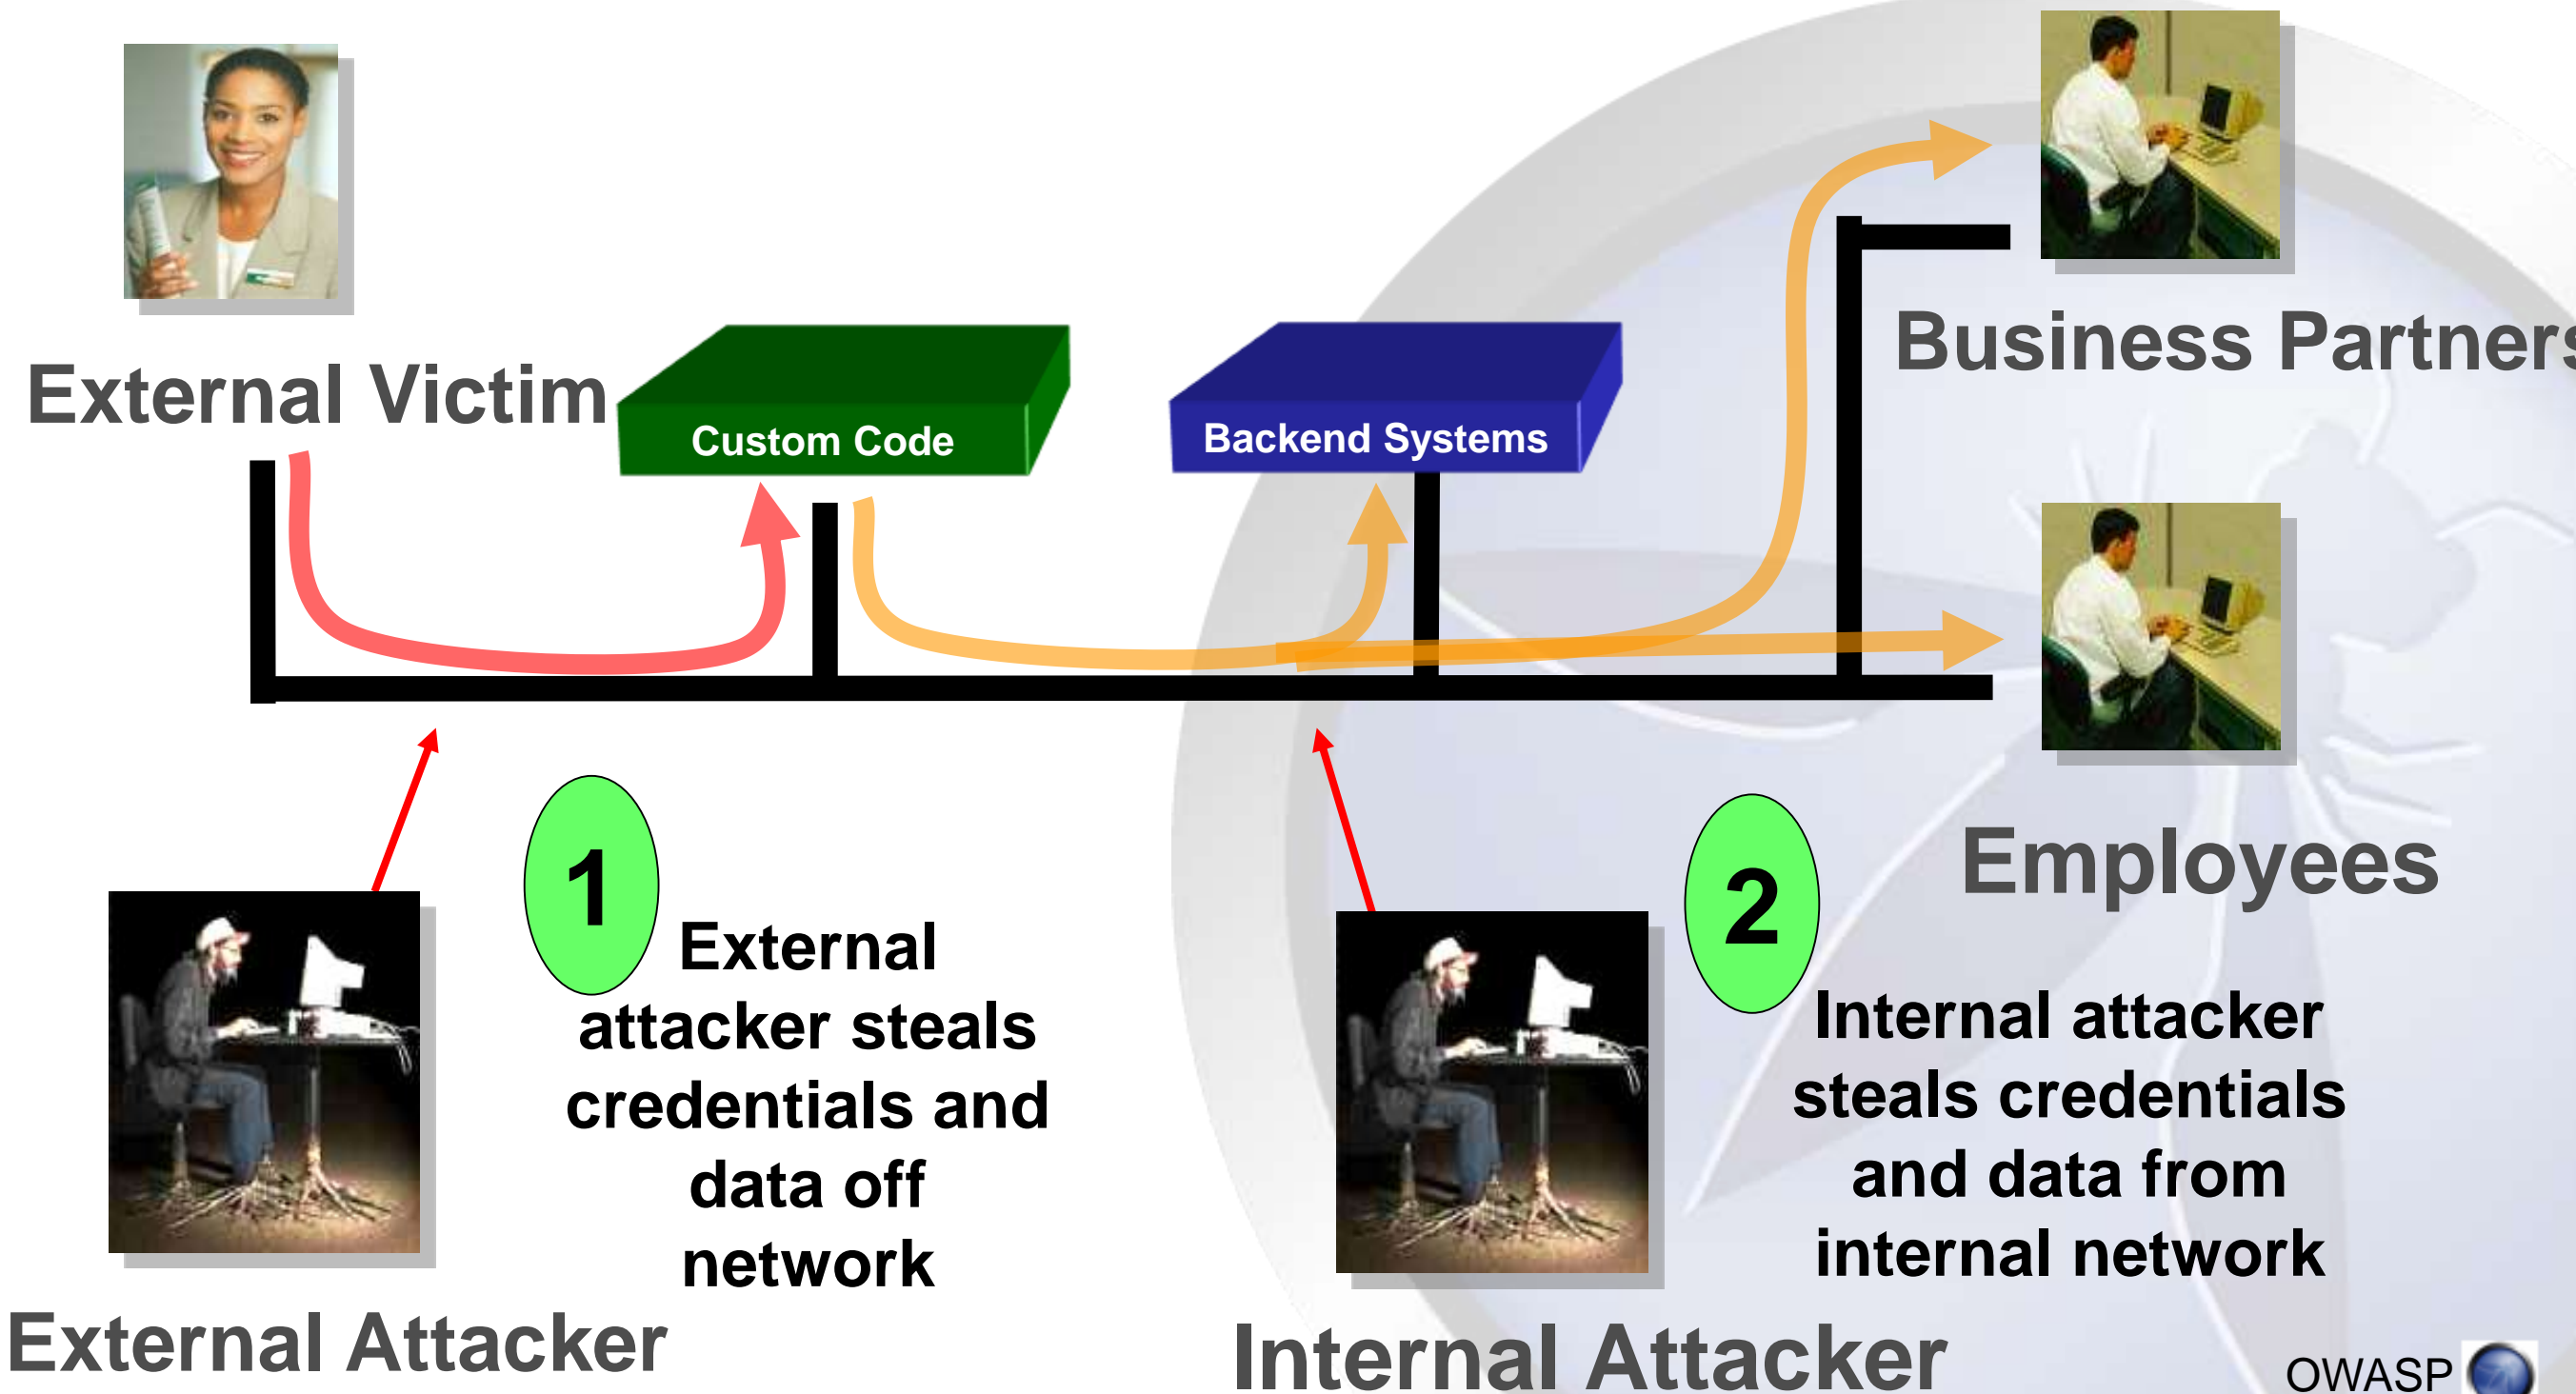 External Victim
Custom Code
Backend Systems
Business Partners
Employees
1
External
attacker steals
credentials and
data off
network
2
Internal attacker
steals credentials
and data from
internal network
External Attacker
Internal Attacker
OWASP